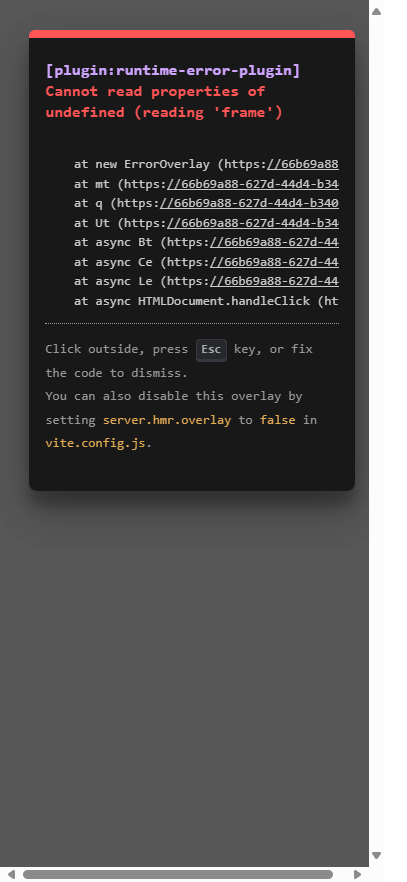 [plugin:runtime-error-plugin]
Cannot read properties of
undefined (reading 'frame')
at new ErrorOverlay (https://66b69a88
at mt (https://66b69a88-627d-44d4-b34
at q (https://66b69a88-627d-44d4-b340
at Ut (https://66b69a88-627d-44d4-b34
at async Bt (https://66b69a88-627d-44
at async Ce (https://66b69a88-627d-44
at async Le (https://66b69a88-627d-44
at async HTMLDocument.handleClick (ht
Click outside, press Esc key, or fix
the code to dismiss.
You can also disable this overlay by
setting server.hmr.overlay to false in
vite.config.js.